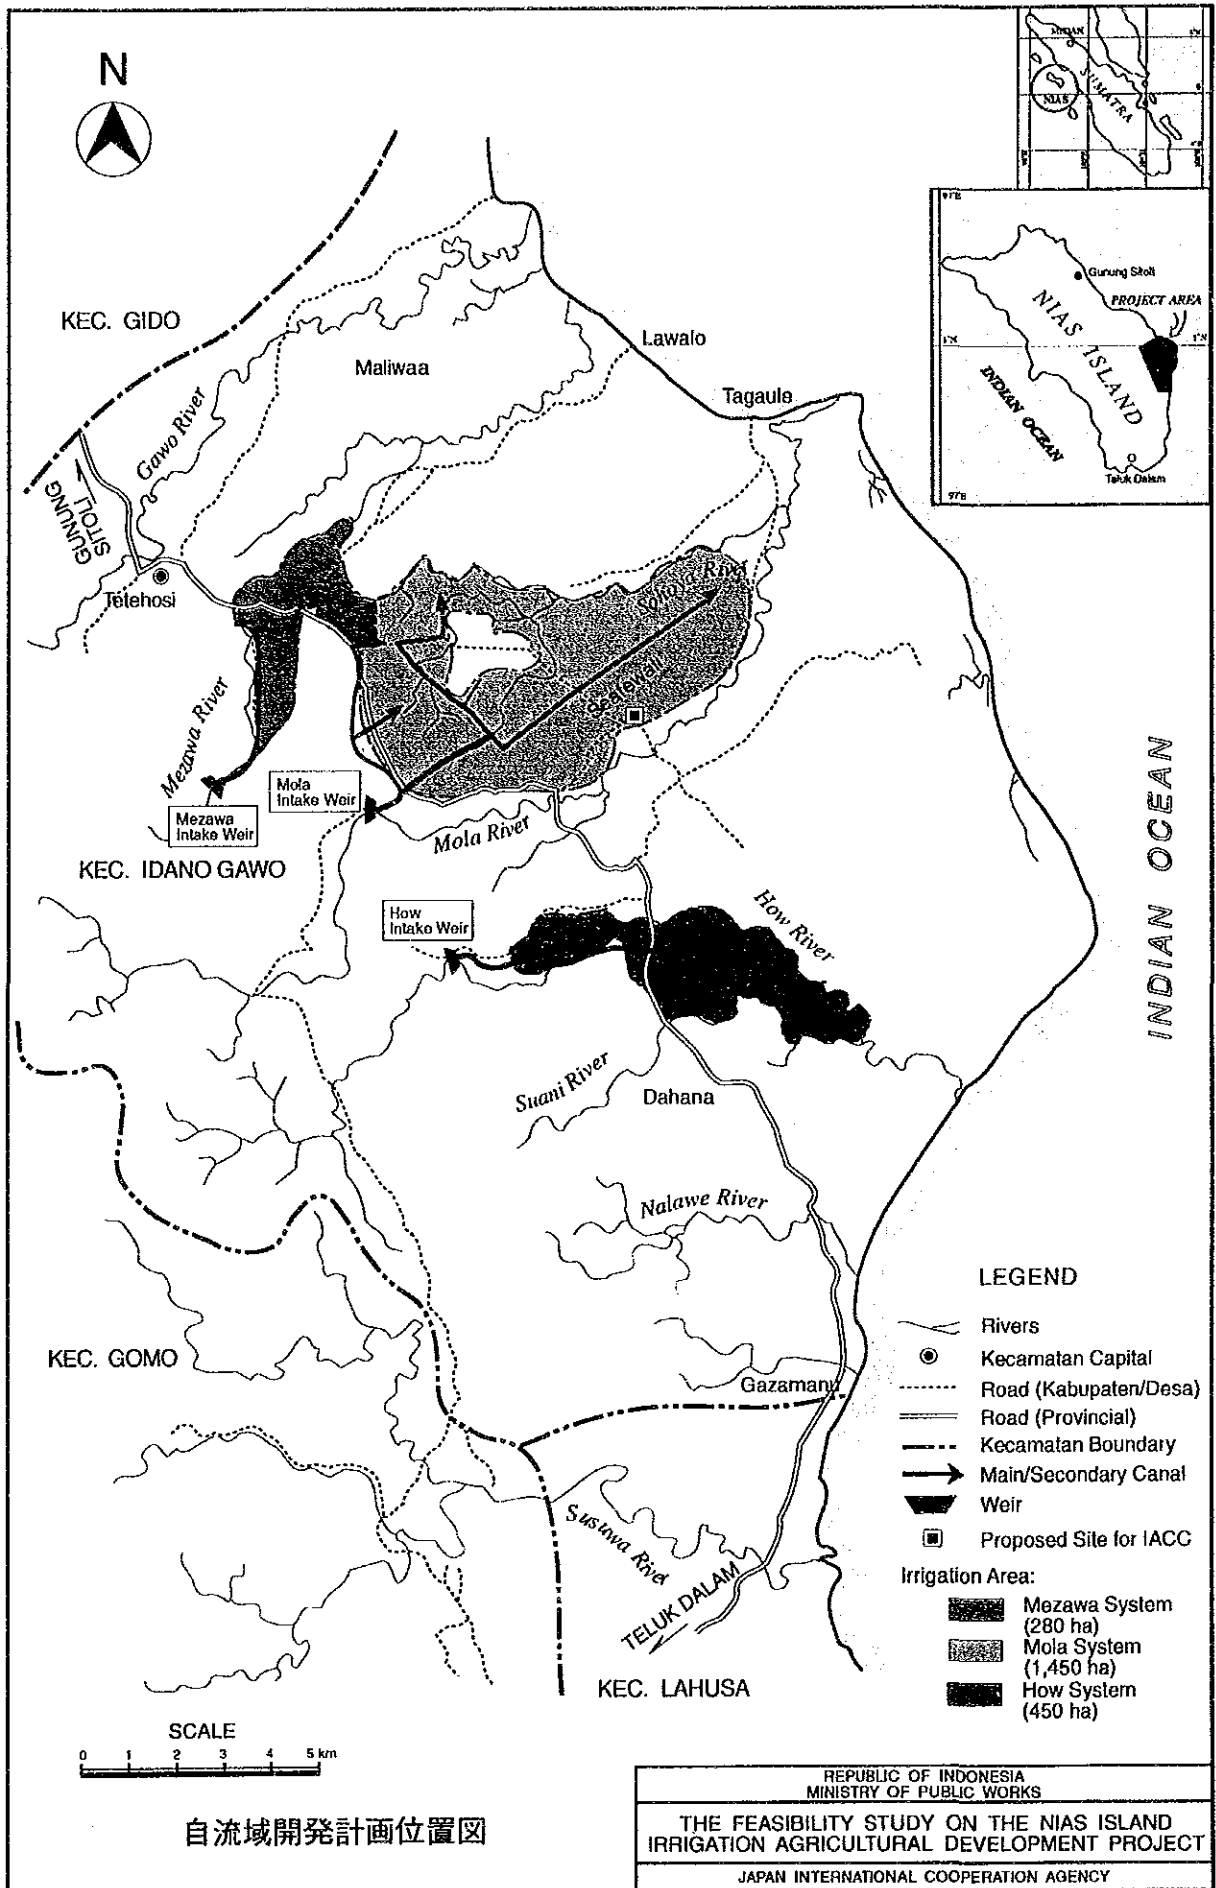 N
MEDAN
NIAS
SUMATRA
97°E
Gunung Sitoli
PROJECT AREA
NIAS ISLAND
1°N
1°N
INDIAN OCEAN
Teluk Dalam
97°E
KEC. GIDO
Lawalo
Maliwaa
Tagaule
Gawo River
GUNUNG
SITOLI
Tetehosi
River
Mezawa River
Mola
Intake Weir
Mezawa
Intake Weir
Mola River
KEC. IDANO GAWO
How
Intake Weir
How River
INDIAN OCEAN
Suani River
Dahana
Nalawe River
KEC. GOMO
Gazamanu
Susuwa River
TELUK DALAM
KEC. LAHUSA
LEGEND
Rivers
Kecamatan Capital
Road (Kabupaten/Desa)
Road (Provincial)
Kecamatan Boundary
Main/Secondary Canal
Weir
Proposed Site for IACC
Irrigation Area:
Mezawa System
(280 ha)
Mola System
(1,450 ha)
How System
(450 ha)
SCALE
0 1 2 3 4 5 km
自流域開発計画位置図
REPUBLIC OF INDONESIA
MINISTRY OF PUBLIC WORKS
THE FEASIBILITY STUDY ON THE NIAS ISLAND
IRRIGATION AGRICULTURAL DEVELOPMENT PROJECT
JAPAN INTERNATIONAL COOPERATION AGENCY